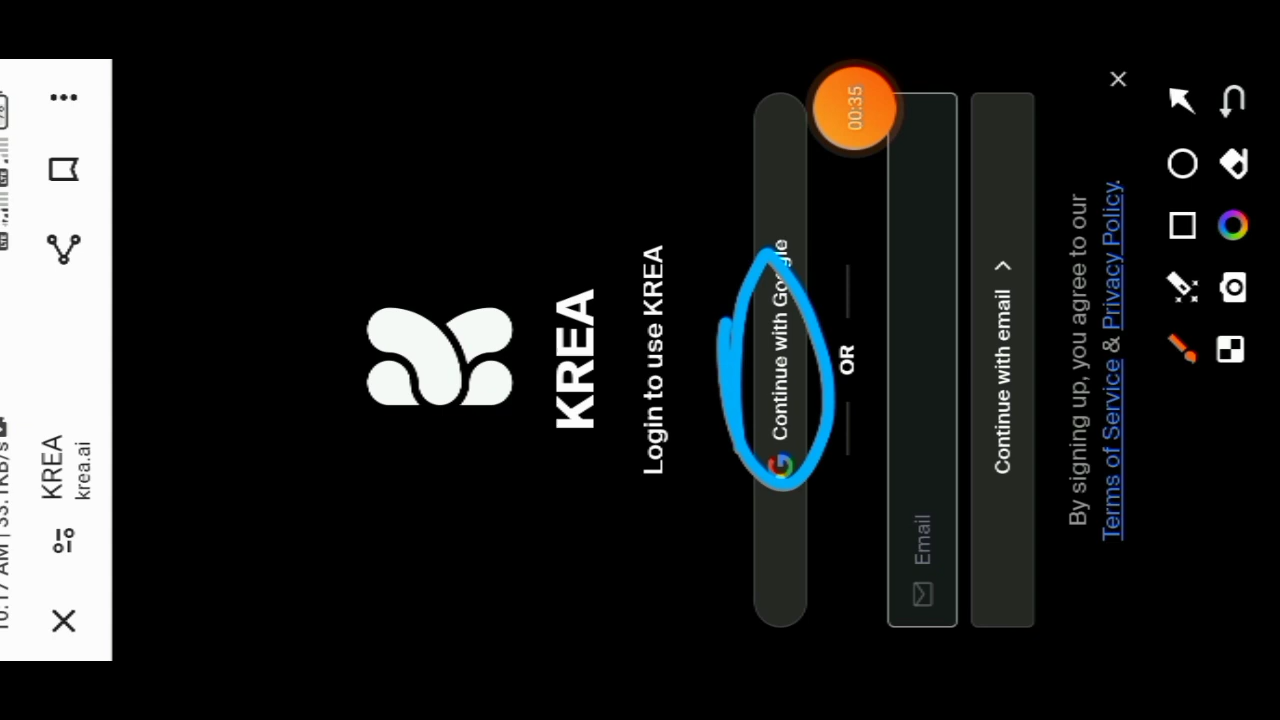 KREA
krea.ai
KREA
Login to use KREA
Continue with Google
00:35
OR
Email
Continue with email
By signing up, you agree to our
Terms of Service & Privacy Policy.